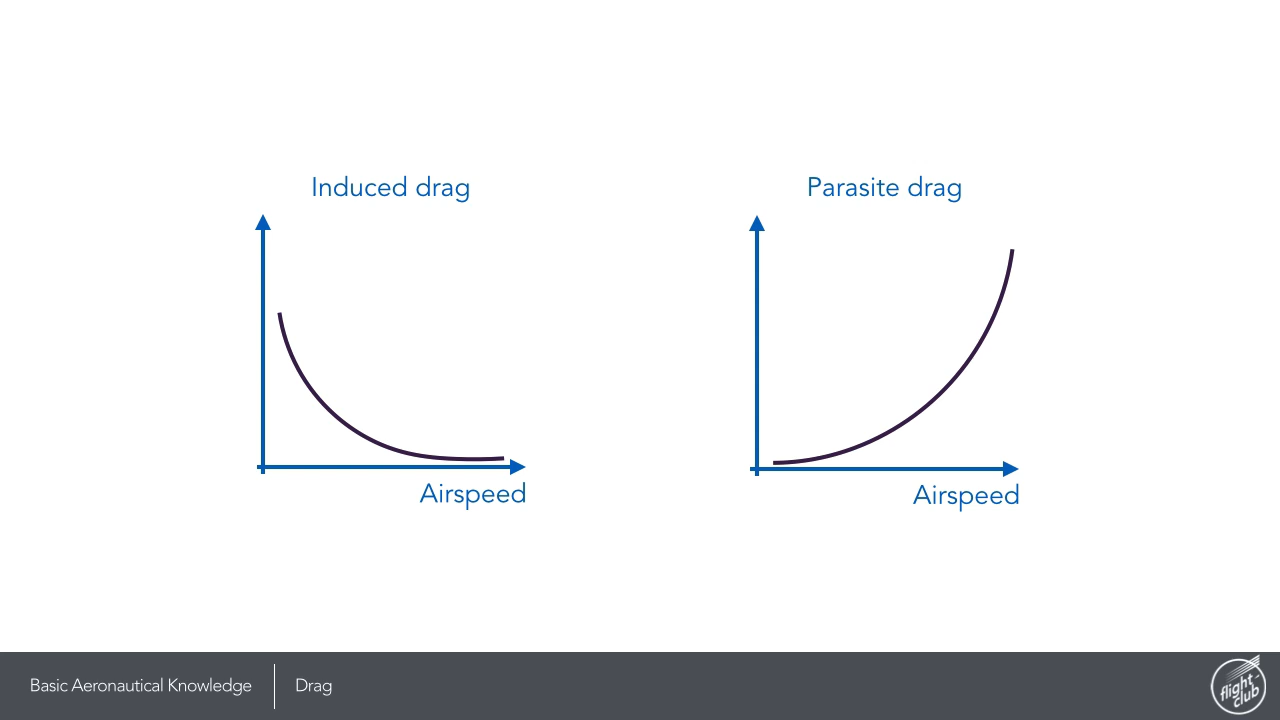 Induced drag
Parasite drag
Airspeed
Airspeed
Basic Aeronautical Knowledge
Drag
flight
club